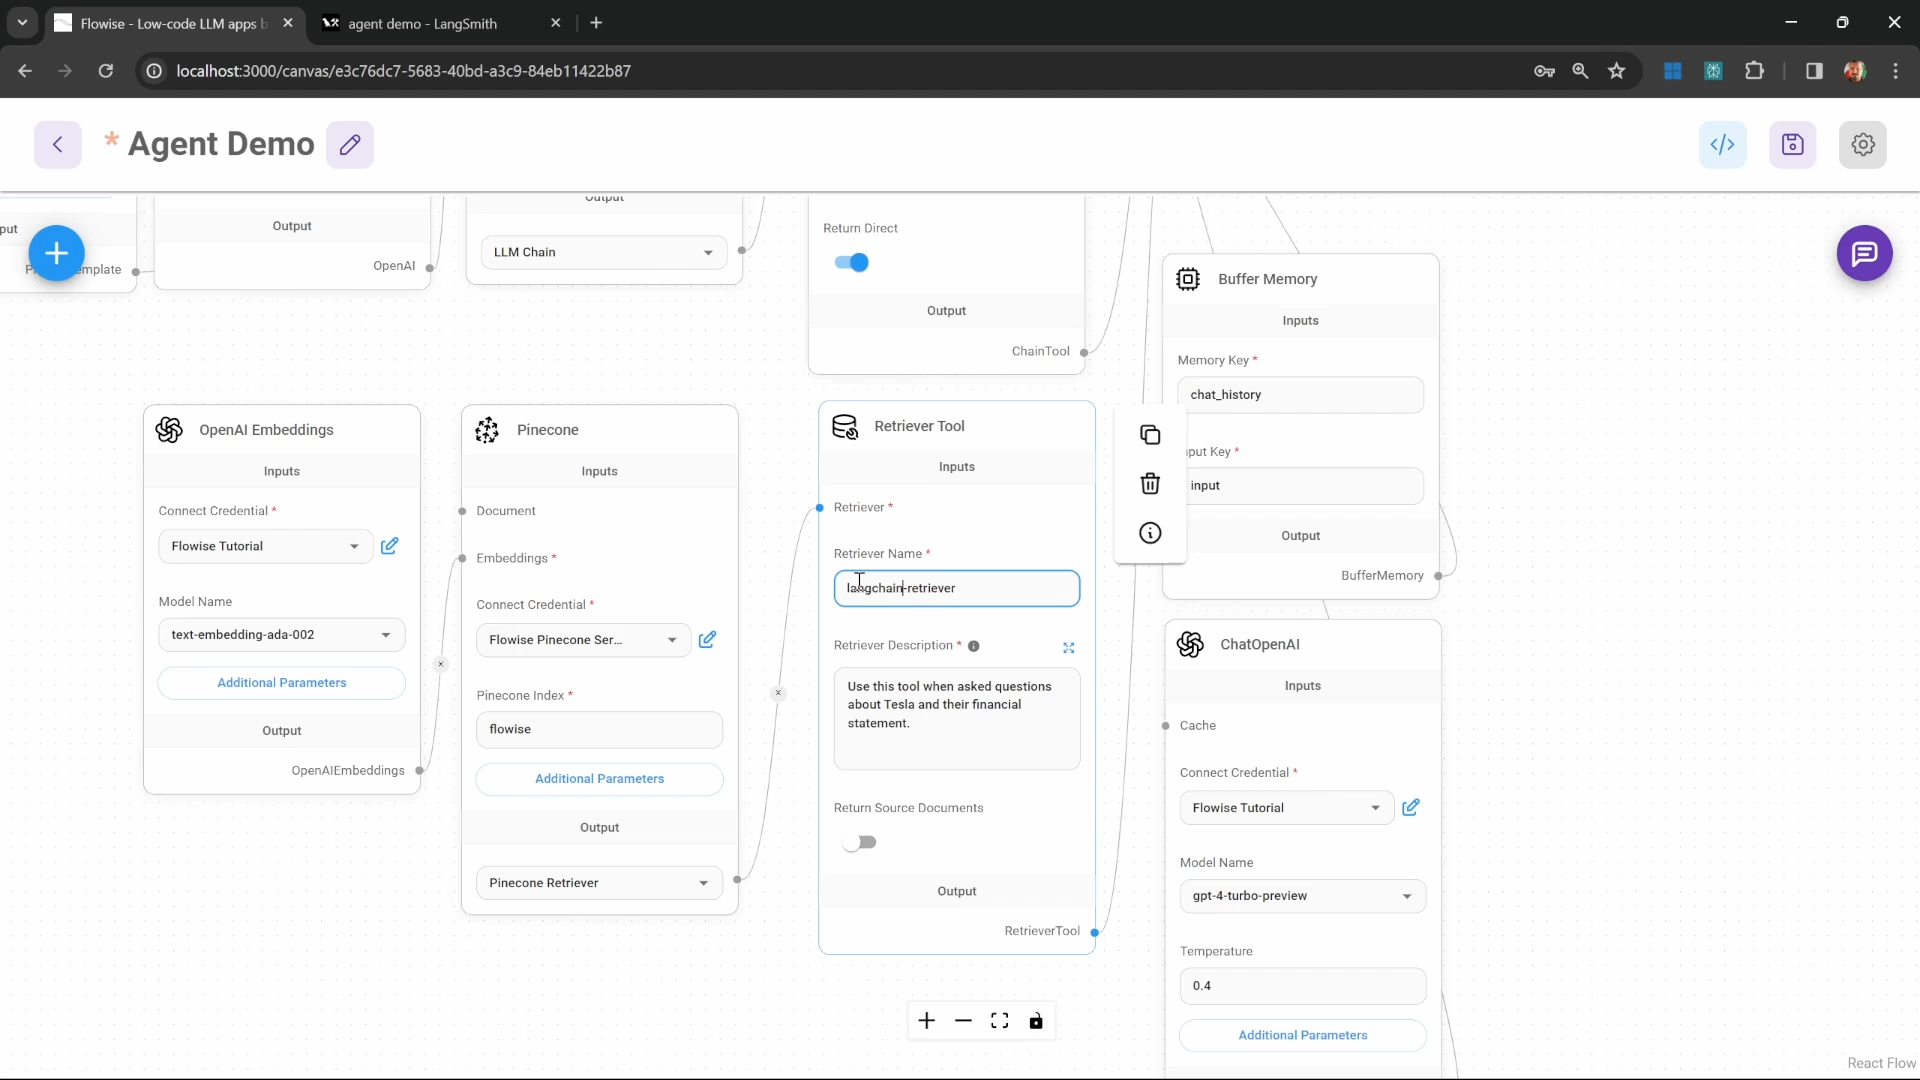 Flowise - Low-code LLM apps b
agent demo - LangSmith
localhost:3000/canvas/e3c76dc7-5683-40bd-a3c9-84eb11422b87
* Agent Demo
Output
OpenAI
Output
LLM Chain
Return Direct
Output
ChainTool
Buffer Memory
Inputs
Memory Key *
chat_history
input
Output
BufferMemory
OpenAI Embeddings
Inputs
Connect Credential *
Flowise Tutorial
Model Name
text-embedding-ada-002
Additional Parameters
Output
OpenAIEmbeddings
Pinecone
Inputs
Document
Embeddings *
Connect Credential *
Flowise Pinecone Ser...
Pinecone Index *
flowise
Additional Parameters
Output
Pinecone Retriever
Retriever Tool
Inputs
Retriever *
Retriever Name *
langchain-retriever
Retriever Description *
Use this tool when asked questions
about Tesla and their financial
statement.
Return Source Documents
Output
RetrieverTool
ChatOpenAI
Inputs
Cache
Connect Credential *
Flowise Tutorial
Model Name
gpt-4-turbo-preview
Temperature
0.4
Additional Parameters
React Flow